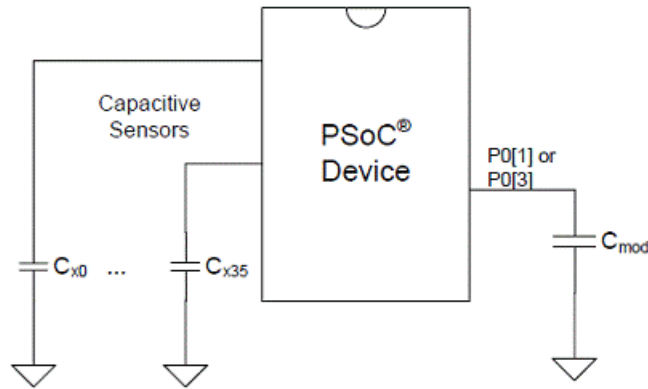 Capacitive
Sensors
PSoC®
Device
P0[1] or
P0[3]
Cx0 ... Cx35
Cmod